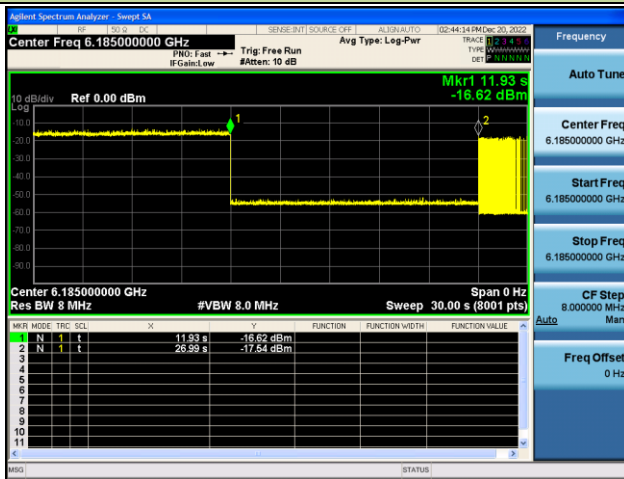 Agilent Spectrum Analyzer - Swept SA
RF 50 Ω DC SENSE:INT SOURCE OFF ALIGN AUTO 02:44:14 PM Dec 20, 2022
Center Freq 6.185000000 GHz
PNO: Fast
IFGain:Low
Trig: Free Run
#Atten: 10 dB
Avg Type: Log-Pwr
TRACE 1 2 3 4 5
TYPE
DET P N N N N N
Mkr1 11.93 s
-16.62 dBm
10 dB/div Ref 0.00 dBm
Log
1
2
-10.0
-20.0
-30.0
-40.0
-50.0
-60.0
-70.0
-80.0
-90.0
Center 6.185000000 GHz Span 0 Hz
Res BW 8 MHz #VBW 8.0 MHz Sweep 30.00 s (8001 pts)
MKR MODE TRC SCL X Y FUNCTION FUNCTION WIDTH FUNCTION VALUE
1 N 1 t 11.93 s -16.62 dBm
2 N 1 t 26.99 s -17.54 dBm
3
4
5
6
7
8
9
10
11
MSG STATUS
Frequency
Auto Tune
Center Freq
6.185000000 GHz
Start Freq
6.185000000 GHz
Stop Freq
6.185000000 GHz
CF Step
8.000000 MHz
Auto Man
Freq Offset
0 Hz